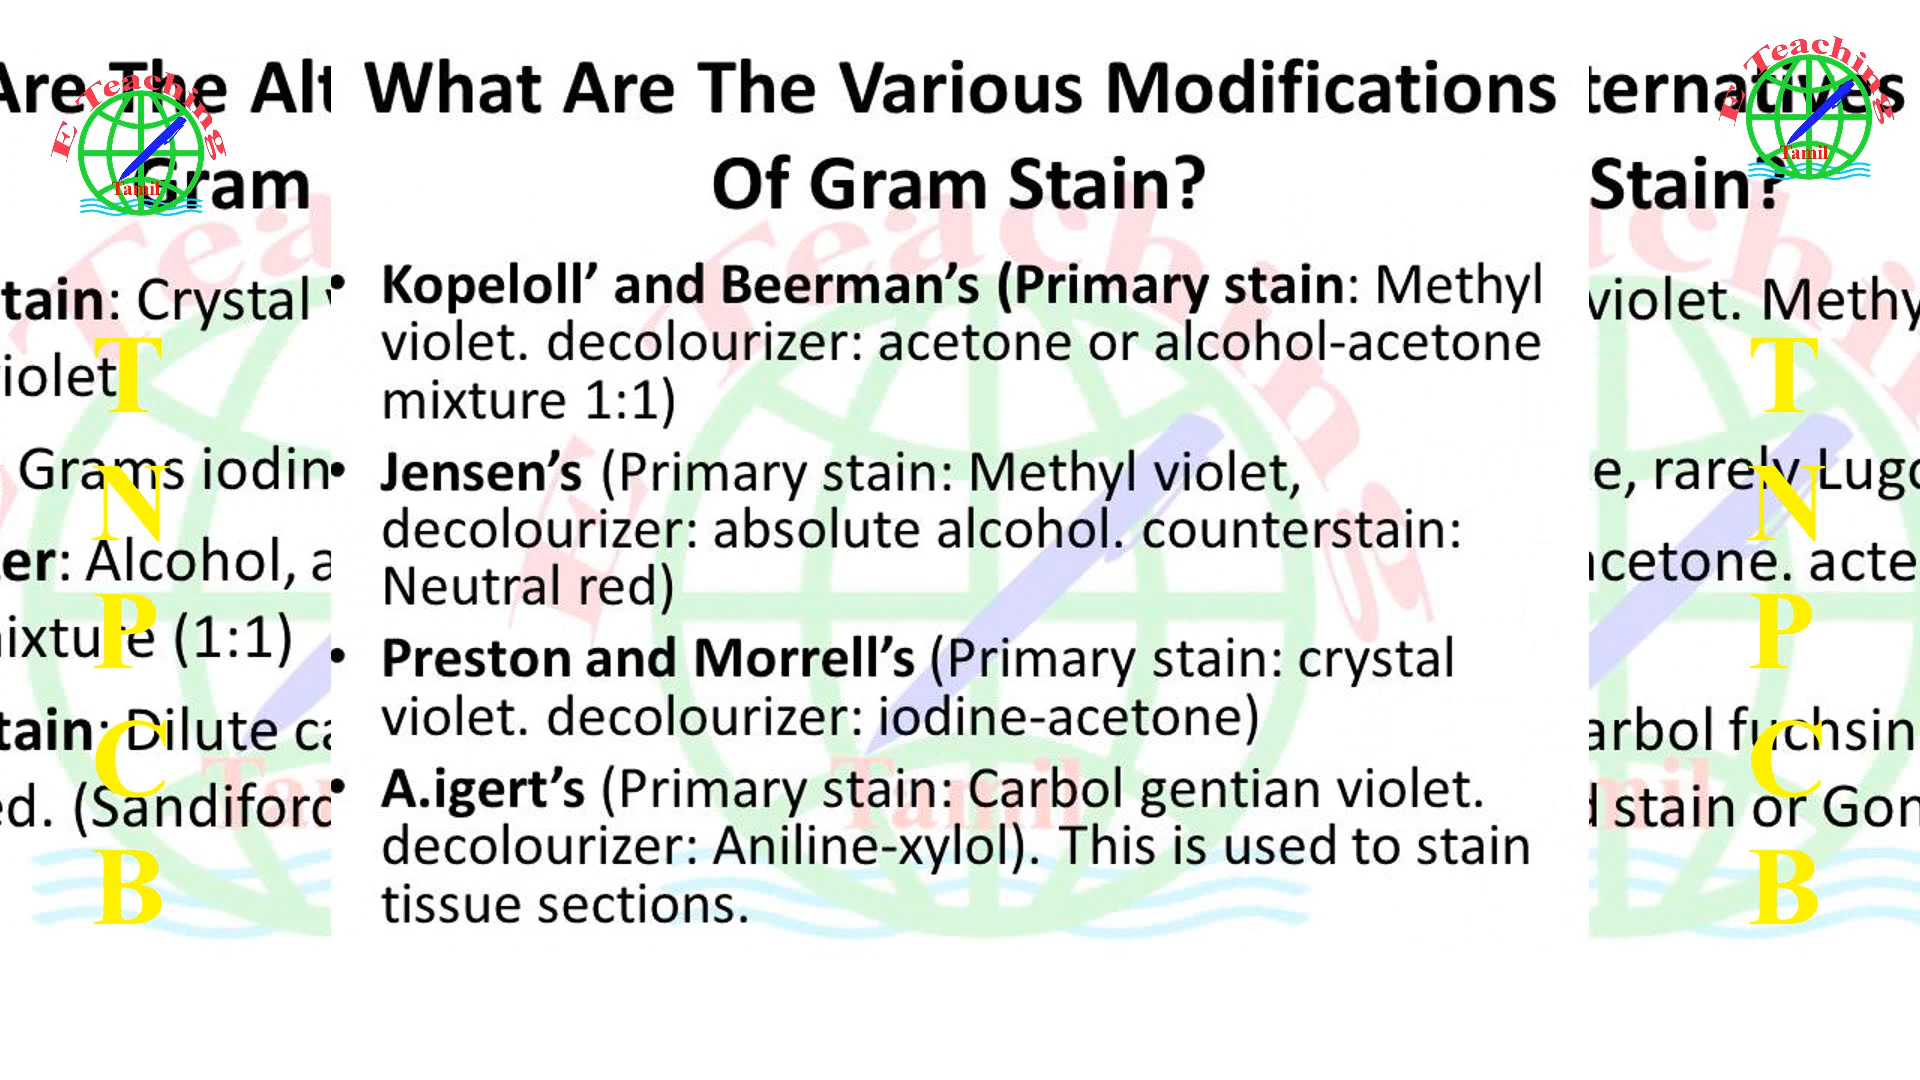 What Are The Various Modifications
Of Gram Stain?
• Kopeloll’ and Beerman’s (Primary stain: Methyl
violet. decolourizer: acetone or alcohol-acetone
mixture 1:1)
• Jensen’s (Primary stain: Methyl violet,
decolourizer: absolute alcohol. counterstain:
Neutral red)
• Preston and Morrell’s (Primary stain: crystal
violet. decolourizer: iodine-acetone)
• A.igert’s (Primary stain: Carbol gentian violet.
decolourizer: Aniline-xylol). This is used to stain
tissue sections.
Are The Alt
Gram
tain: Crystal
iolet
Grams iodin
er: Alcohol, a
ixture (1:1)
tain: Dilute ca
ed. (Sandiford
ternatives
Stain?
violet. Methy
e, rarely Lugo
cetone. acte
arbol fuchsin
stain or Gon
E Teaching
Tamil
T
N
P
C
B
E Teaching
Tamil
T
N
P
C
B
E Teaching
Tamil